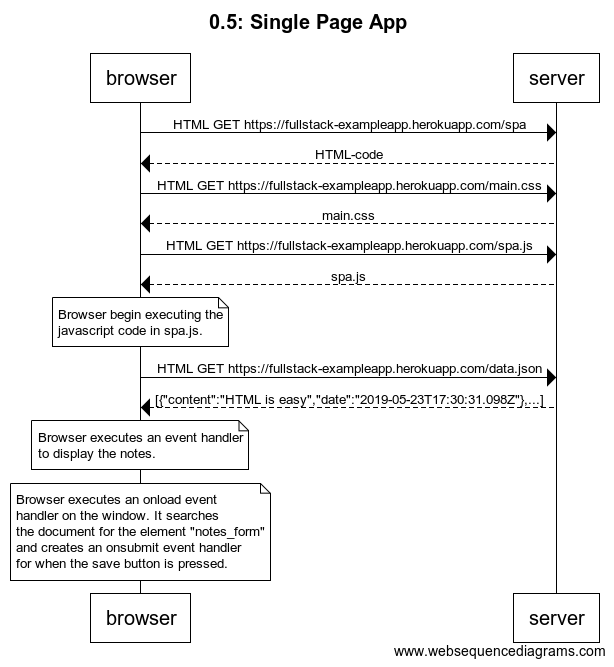 0.5: Single Page App
browser
server
HTML GET https://fullstack-exampleapp.herokuapp.com/spa
HTML-code
HTML GET https://fullstack-exampleapp.herokuapp.com/main.css
main.css
HTML GET https://fullstack-exampleapp.herokuapp.com/spa.js
spa.js
Browser begin executing the
javascript code in spa.js.
HTML GET https://fullstack-exampleapp.herokuapp.com/data.json
[{"content":"HTML is easy","date":"2019-05-23T17:30:31.098Z"},...]
Browser executes an event handler
to display the notes.
Browser executes an onload event
handler on the window. It searches
the document for the element "notes_form"
and creates an onsubmit event handler
for when the save button is pressed.
browser
server
www.websequencediagrams.com